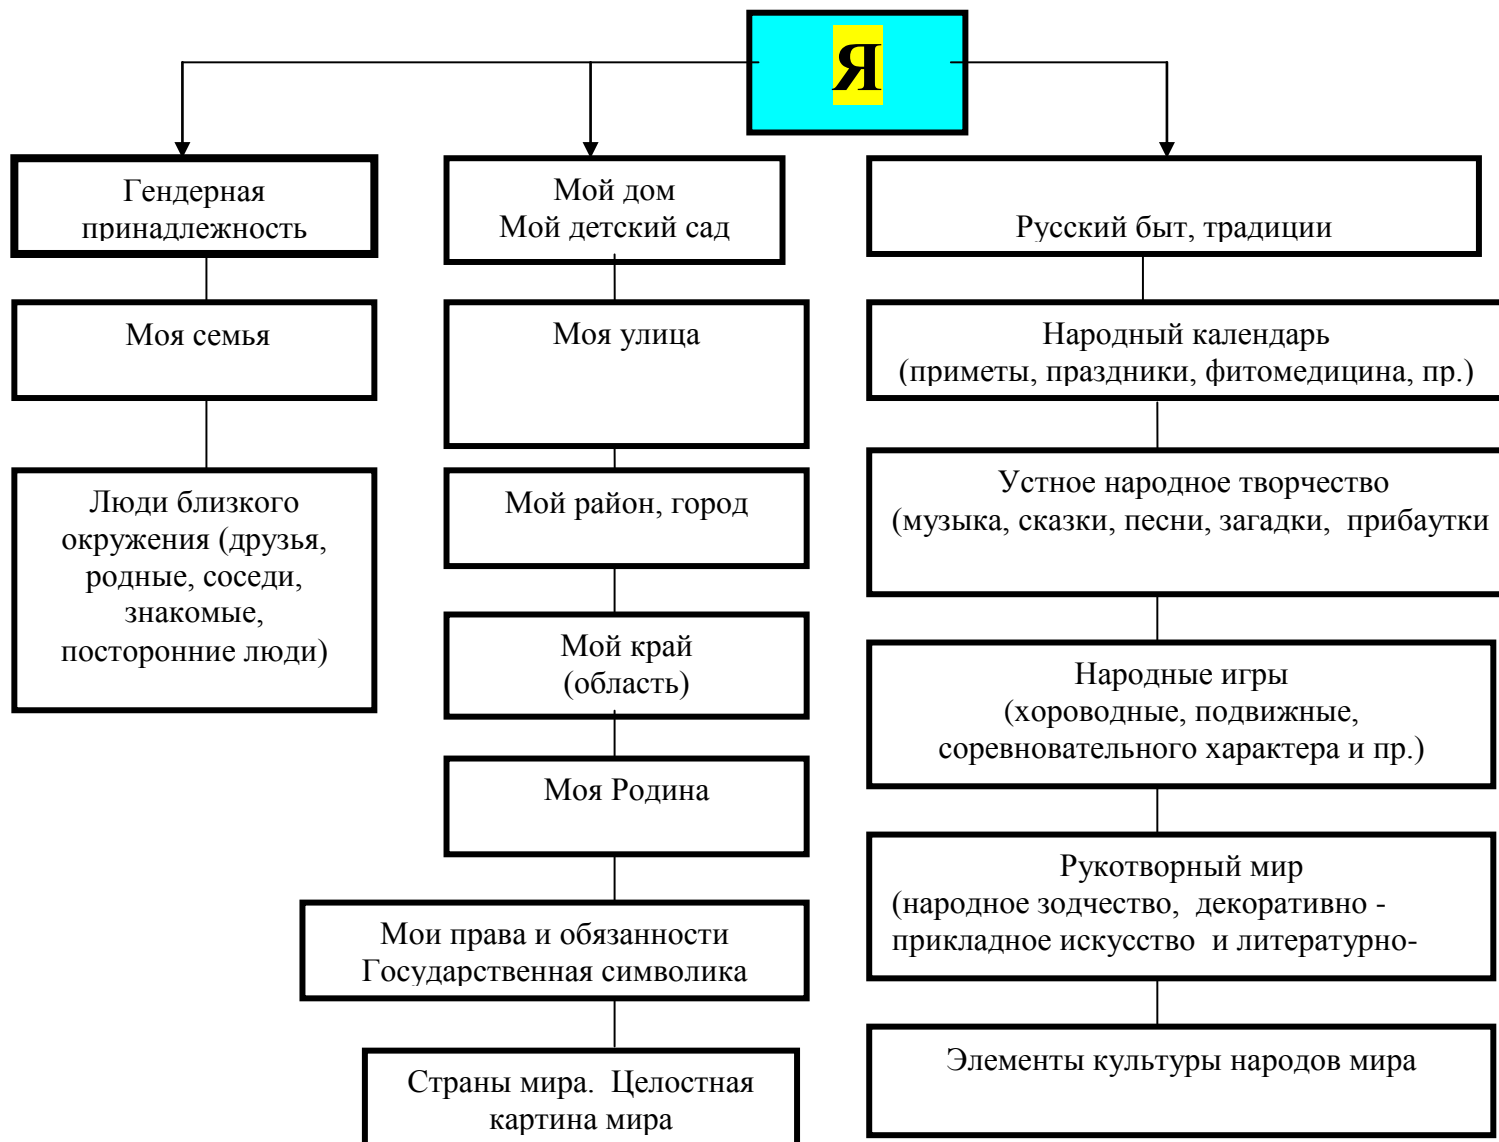 Я
Гендерная
принадлежность
Моя семья
Люди близкого
окружения (друзья,
родные, соседи,
знакомые,
посторонние люди)
Мой дом
Мой детский сад
Моя улица
Мой район, город
Мой край
(область)
Моя Родина
Мои права и обязанности
Государственная символика
Страны мира.  Целостная
картина мира
Русский быт, традиции
Народный календарь
(приметы, праздники, фитомедицина, пр.)
Устное народное творчество
(музыка, сказки, песни, загадки,  прибаутки
Народные игры
(хороводные, подвижные,
соревновательного характера и пр.)
Рукотворный мир
(народное зодчество,  декоративно -
прикладное искусство  и литературно-
Элементы культуры народов мира